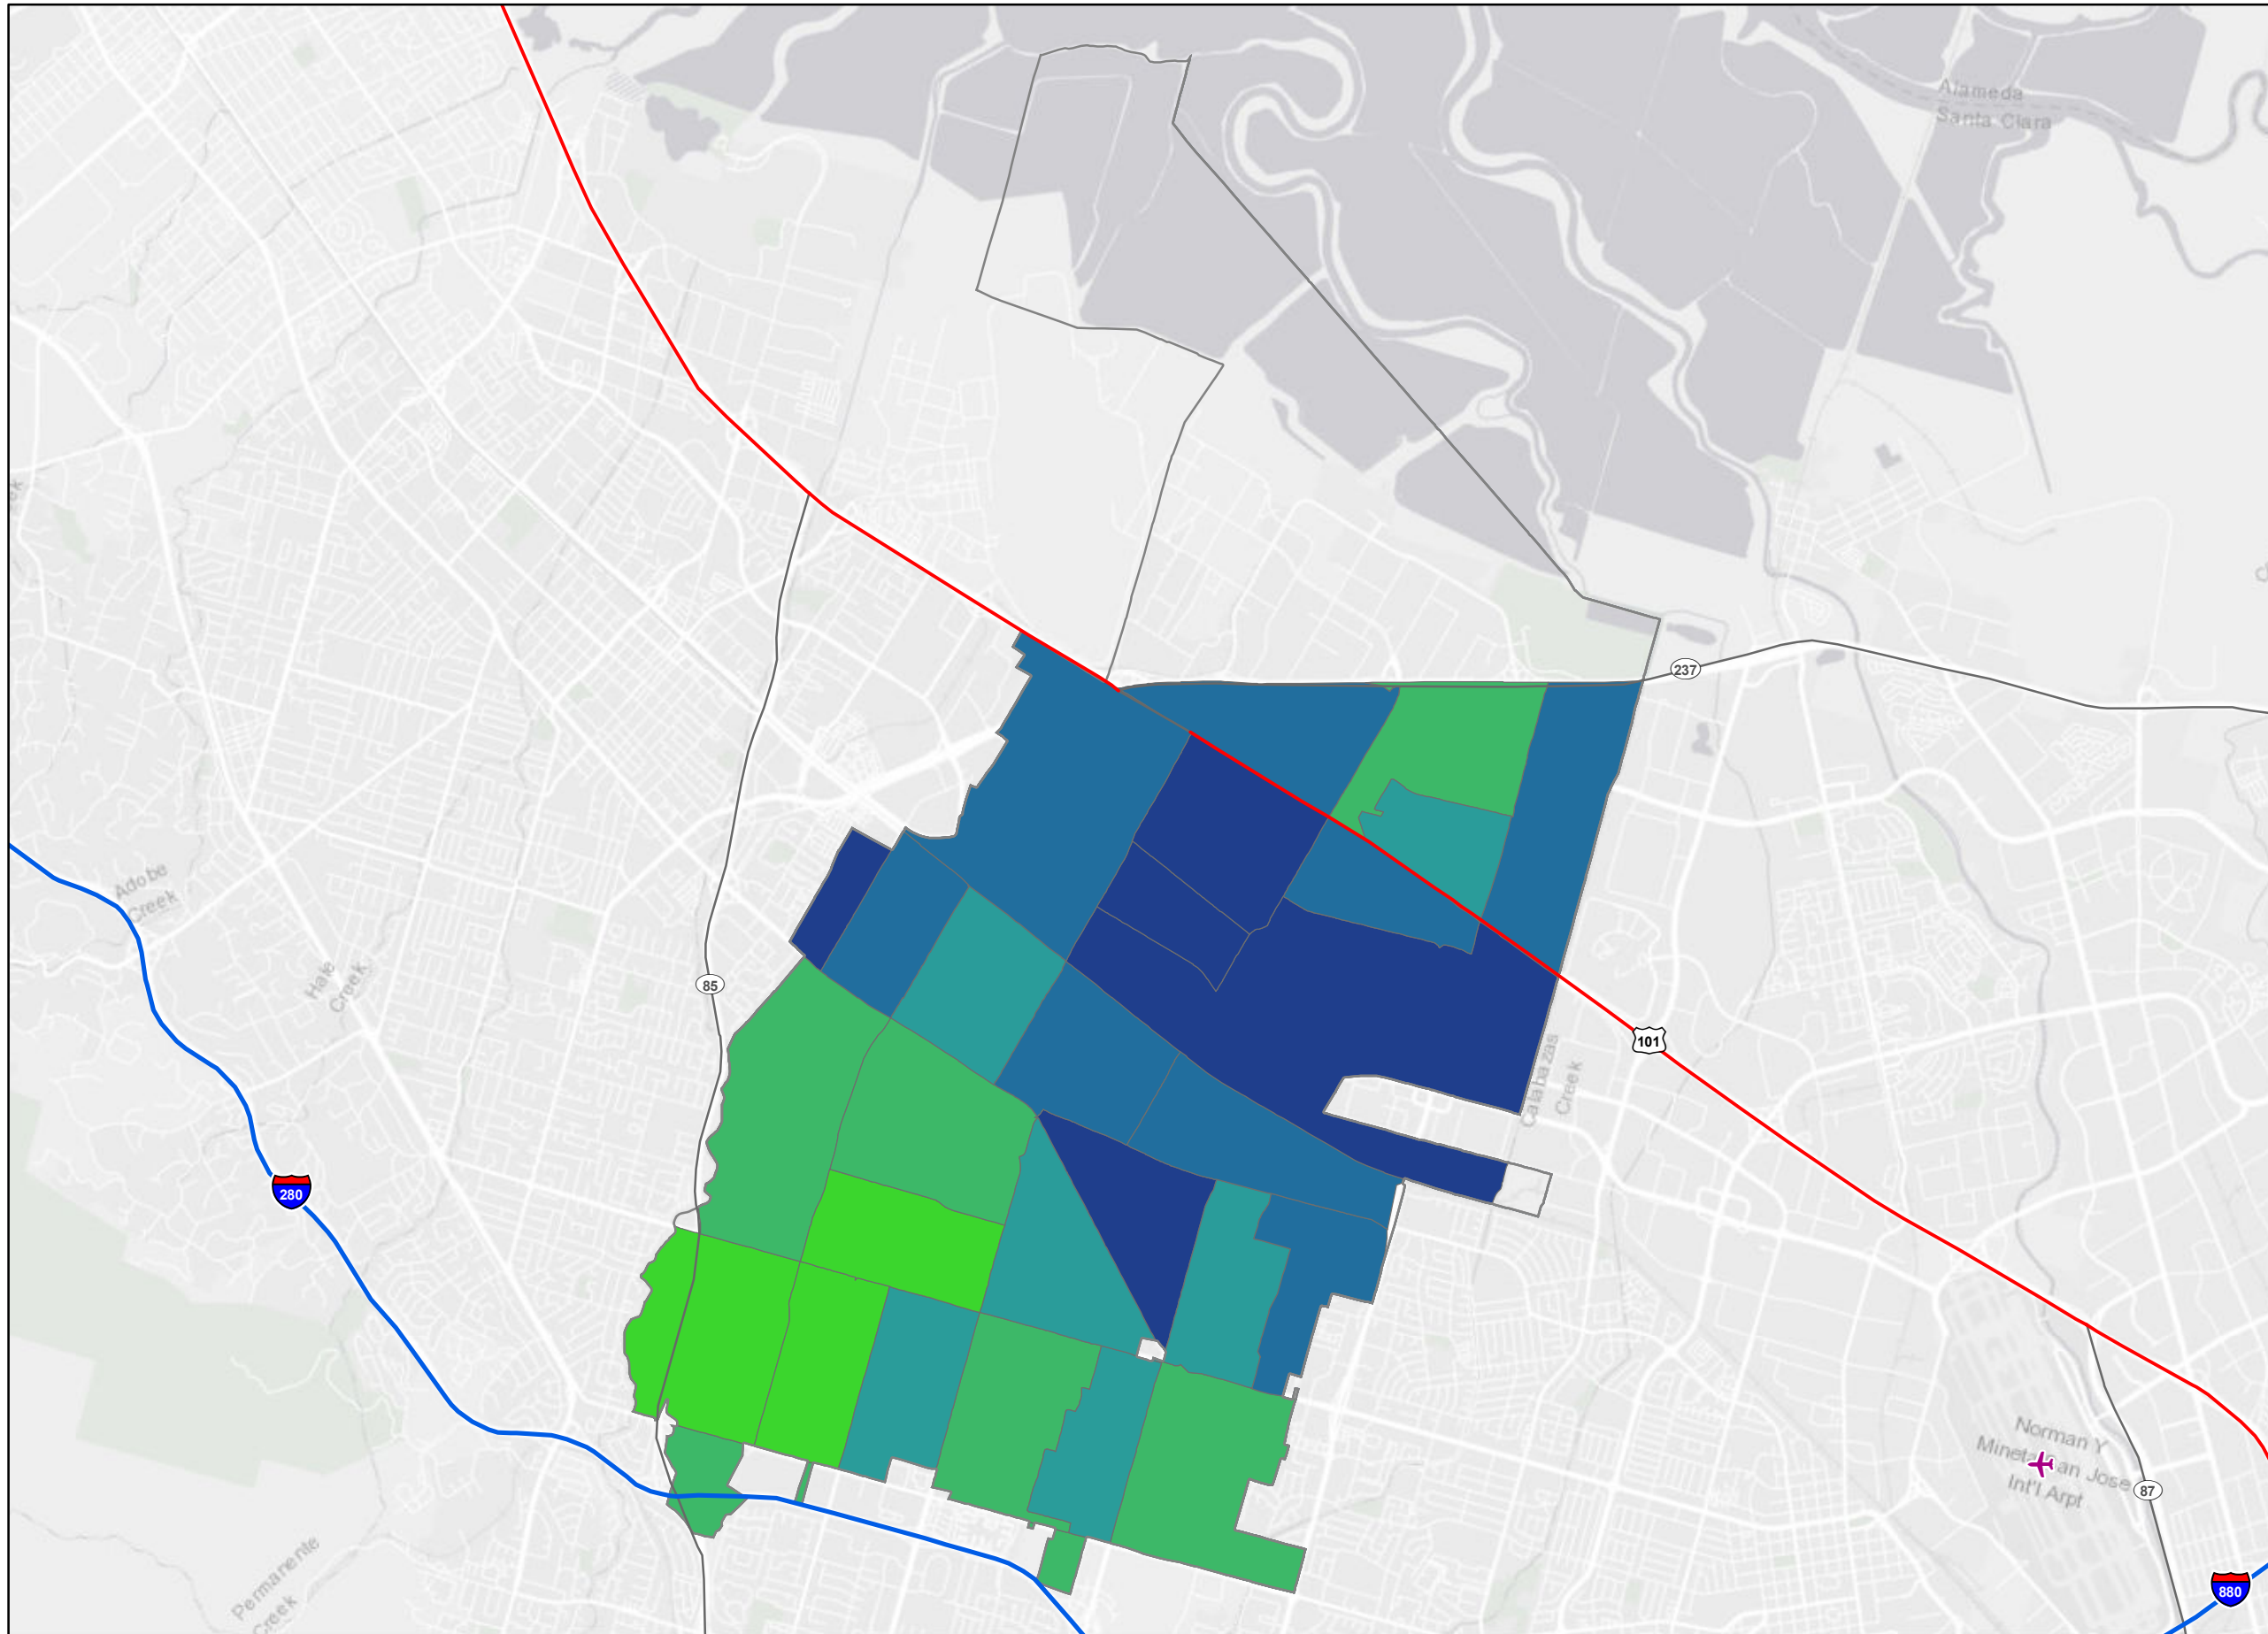 Alameda
Santa Clara
237
Adobe
Creek
Hale
Creek
85
101
Calabazas
Creek
280
Norman Y
Mineta San Jose
Int'l Arpt
87
Permanente
Creek
880